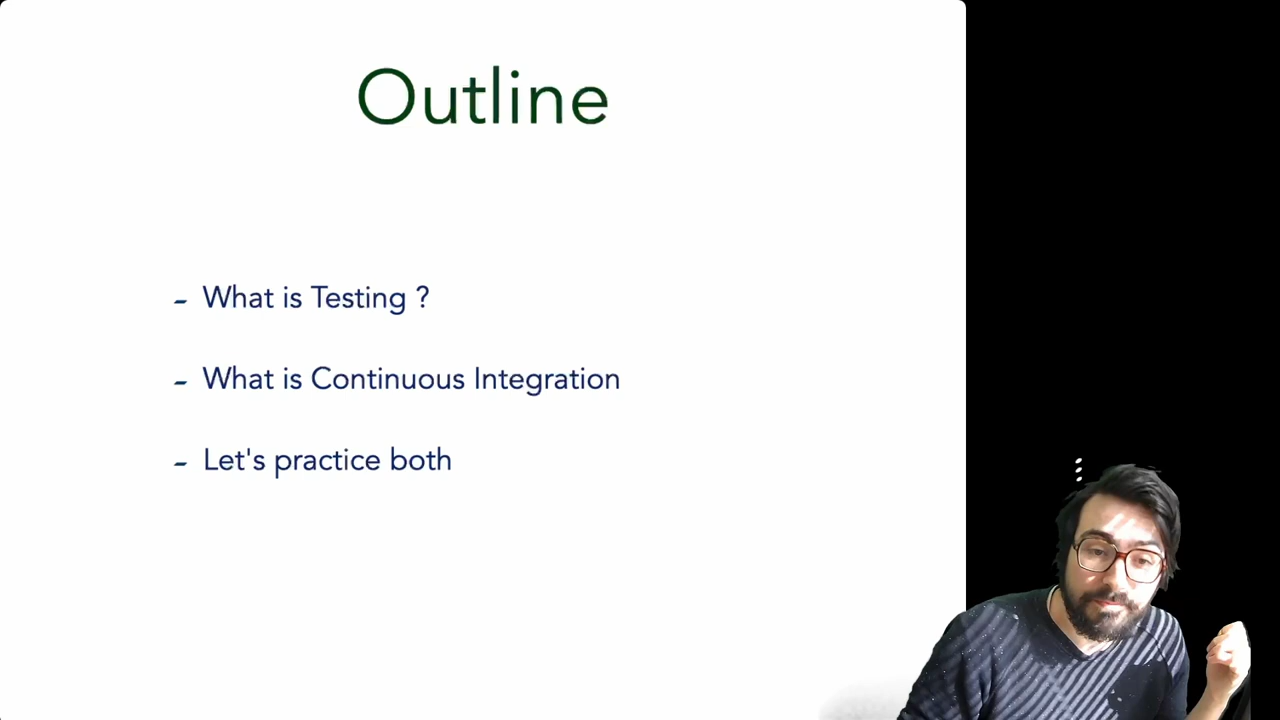 Outline
- What is Testing ?
- What is Continuous Integration
- Let's practice both